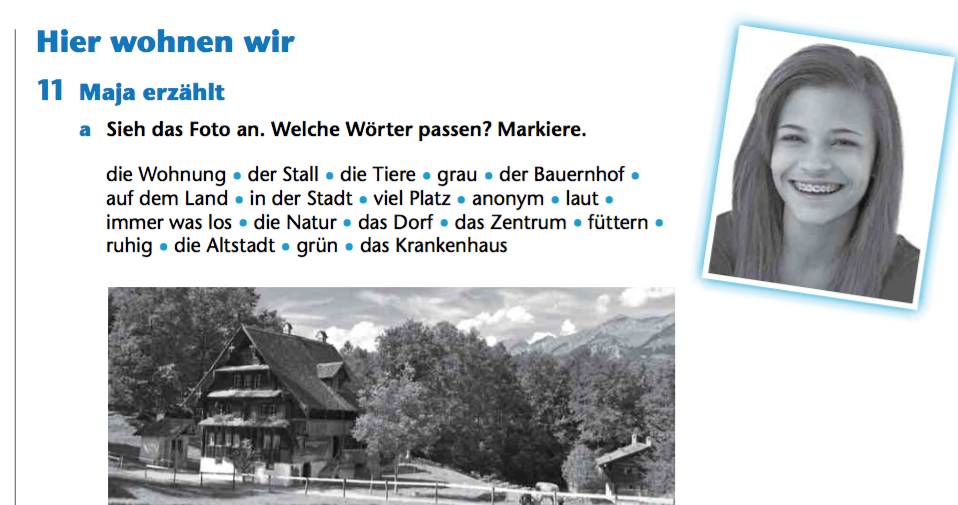 Hier wohnen wir
11 Maja erzählt
a Sieh das Foto an. Welche Wörter passen? Markiere.
die Wohnung • der Stall • die Tiere • grau • der Bauernhof •
auf dem Land • in der Stadt • viel Platz • anonym • laut •
immer was los • die Natur • das Dorf • das Zentrum • füttern •
ruhig • die Altstadt • grün • das Krankenhaus